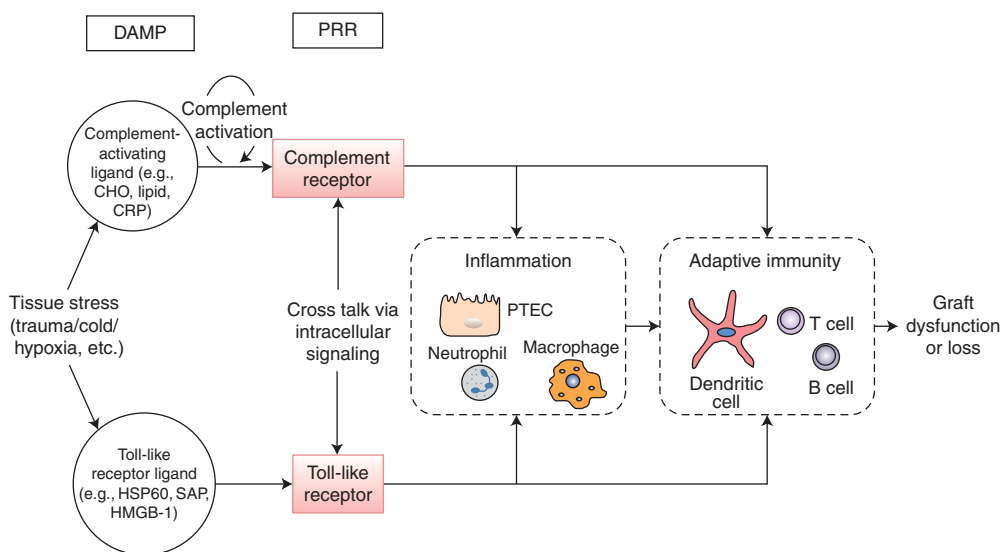 DAMP
PRR
Complement
activation
Complement-
activating
ligand (e.g.,
CHO, lipid,
CRP)
Complement
receptor
Tissue stress
(trauma/cold/
hypoxia, etc.)
Cross talk via
intracellular
signaling
Inflammation
PTEC
Neutrophil
Macrophage
Adaptive immunity
T cell
B cell
Dendritic
cell
Graft
dysfunction
or loss
Toll-like
receptor ligand
(e.g., HSP60, SAP,
HMGB-1)
Toll-like
receptor